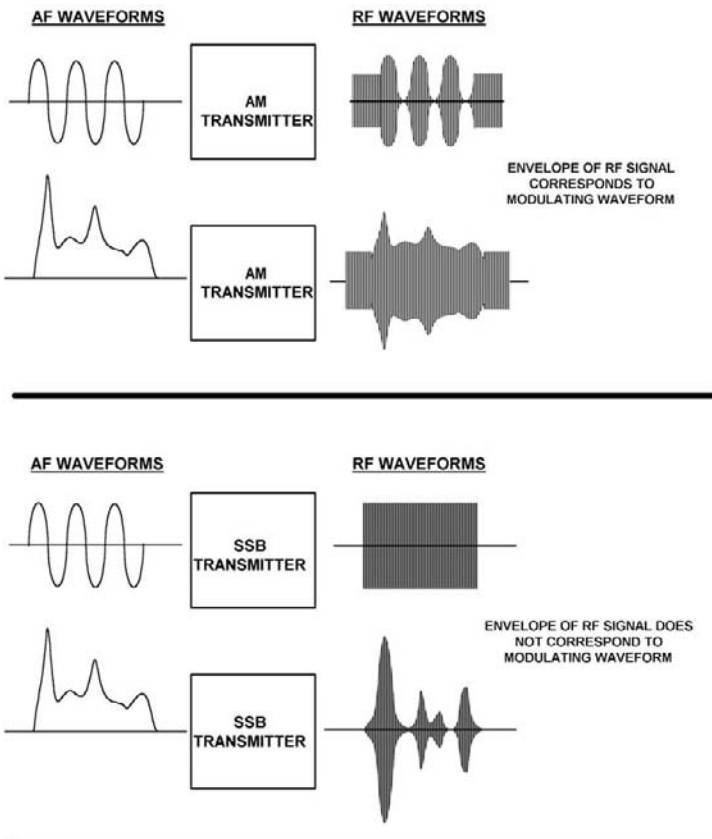 AF WAVEFORMS
RF WAVEFORMS
AM
TRANSMITTER
ENVELOPE OF RF SIGNAL
CORRESPONDS TO
MODULATING WAVEFORM
AM
TRANSMITTER
AF WAVEFORMS
RF WAVEFORMS
SSB
TRANSMITTER
ENVELOPE OF RF SIGNAL DOES
NOT CORRESPOND TO
MODULATING WAVEFORM
SSB
TRANSMITTER